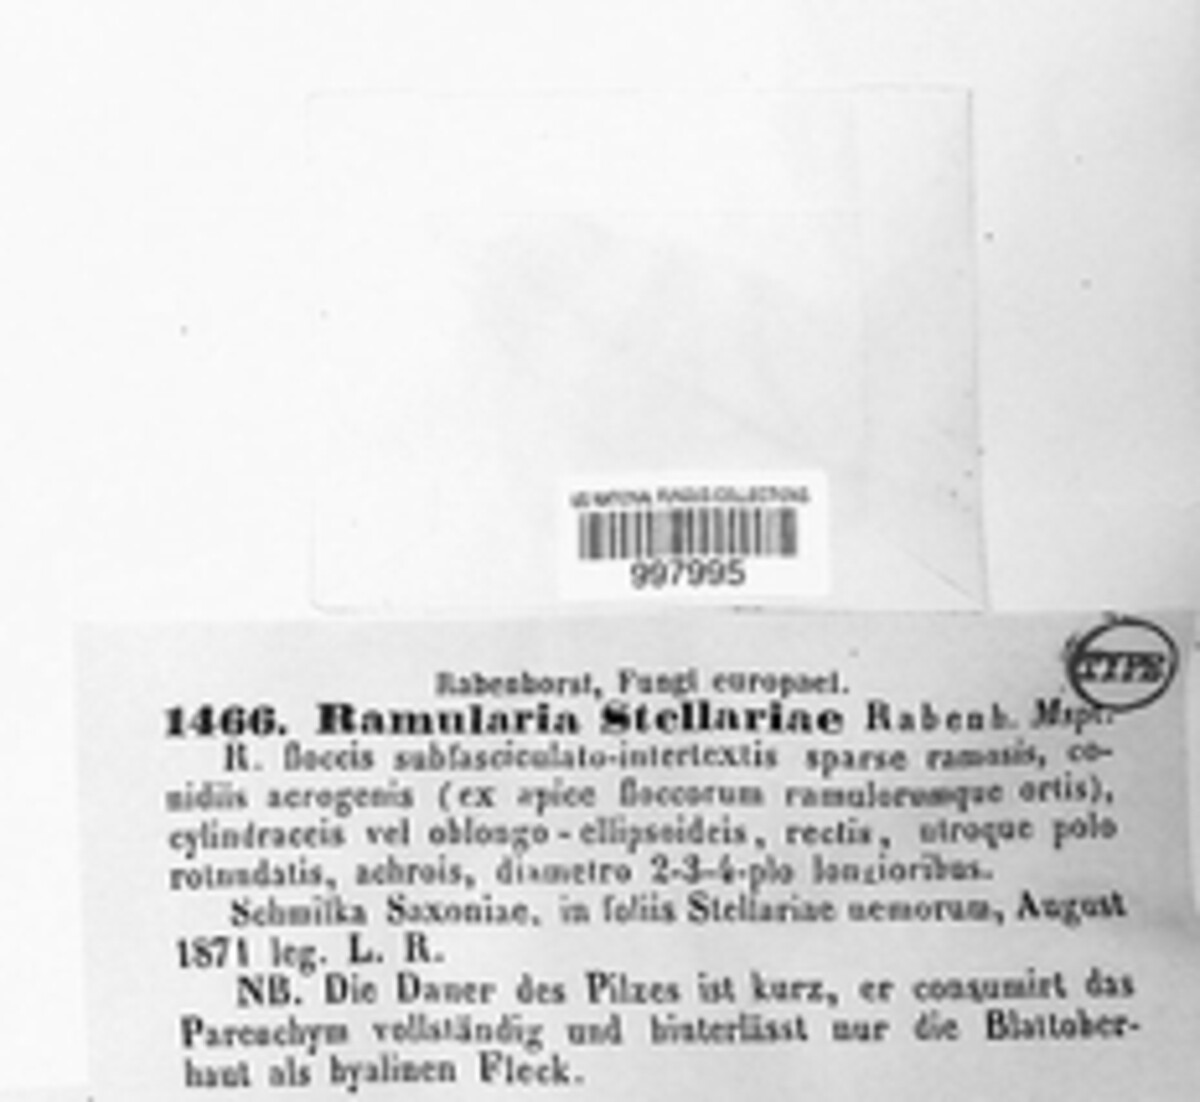 US NATIONAL FUNGUS COLLECTIONS
997995
TYPE
Rabenhorst, Fungi europaei.
1466. Ramularia Stellariae Rabenh. Mspt.
R. floccis subfasciculato-intertextis sparse ramosis, co-
nidiis acrogenis (ex apice floccorum ramulorumque ortis),
cylindraceis vel oblongo-ellipsoideis, rectis, utroque polo
rotundatis, achrois, diametro 2-3-4-plo longioribus.
Schmilka Saxoniae, in foliis Stellariae nemorum, August
1871 leg. L. R.
NB. Die Dauer des Pilzes ist kurz, er consumirt das
Parenchym vollständig und hinterlässt nur die Blattober-
haut als hyalinen Fleck.